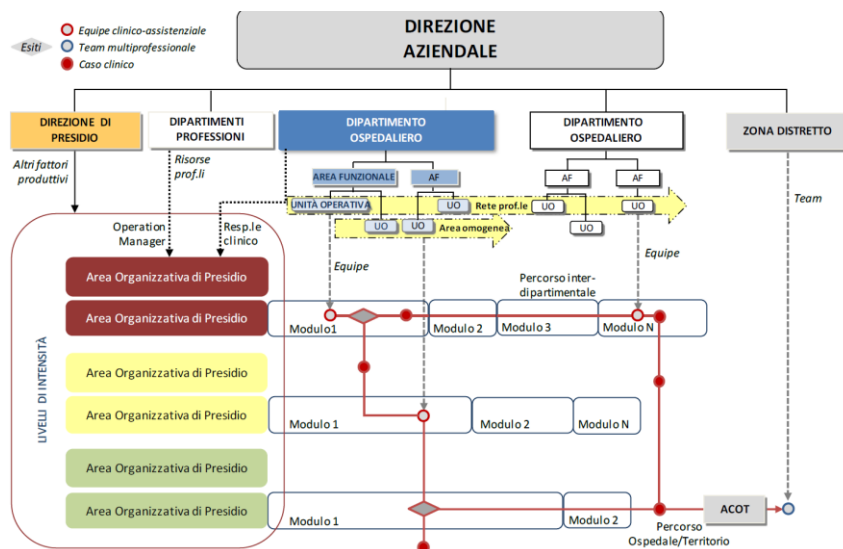 Esiti
Equipe clinico-assistenziale
Team multiprofessionale
Caso clinico
DIREZIONE
AZIENDALE
DIREZIONE DI
PRESIDIO
DIPARTIMENTI
PROFESSIONI
DIPARTIMENTO
OSPEDALIERO
DIPARTIMENTO
OSPEDALIERO
ZONA DISTRETTO
Altri fattori
produttivi
Risorse
prof.li
AREA FUNZIONALE
AF
AF
AF
UNITÀ OPERATIVA
UO
Rete prof.le
UO
UO
UO
UO
Area omogenea
UO
Team
Operation
Manager
Resp.le
clinico
Equipe
Equipe
Percorso inter-
dipartimentale
LIVELLI DI INTENSITÀ
Area Organizzativa di Presidio
Area Organizzativa di Presidio
Modulo1
Modulo 2
Modulo 3
Modulo N
Area Organizzativa di Presidio
Area Organizzativa di Presidio
Modulo 1
Modulo 2
Modulo N
Area Organizzativa di Presidio
Area Organizzativa di Presidio
Modulo 1
Modulo 2
ACOT
Percorso
Ospedale/Territorio